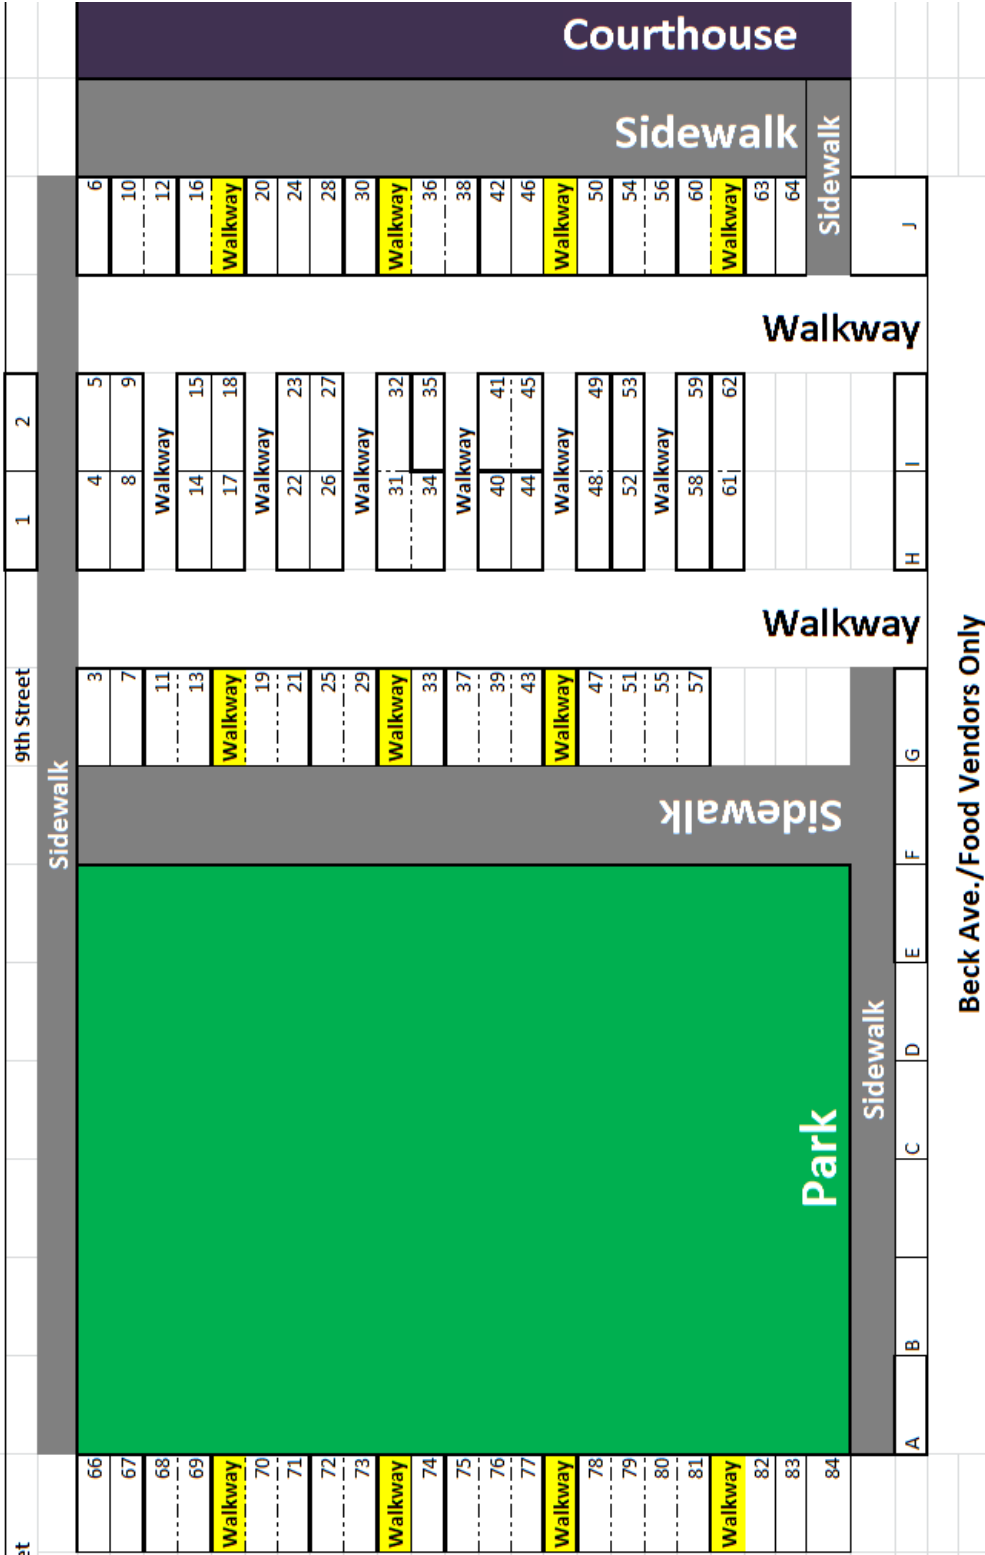 Courthouse
Sidewalk
Sidewalk
6 10 12 16 Walkway 20 24 28 30 Walkway 36 38 42 46 Walkway 50 54 56 60 Walkway 63 64 J
Walkway
2 5 9 15 18 23 27 32 35 41 45 49 53 59 62 I
Walkway Walkway Walkway Walkway Walkway Walkway
1 4 8 14 17 22 26 31 34 40 44 48 52 58 61 H
Walkway
9th Street 3 7 11 13 Walkway 19 21 25 29 Walkway 33 37 39 43 Walkway 47 51 55 57 G
Sidewalk
Sidewalk
F
E
D
C
B
A
Sidewalk
Park
Beck Ave./Food Vendors Only
et 66 67 68 69 Walkway 70 71 72 73 Walkway 74 75 76 77 Walkway 78 79 80 81 Walkway 82 83 84